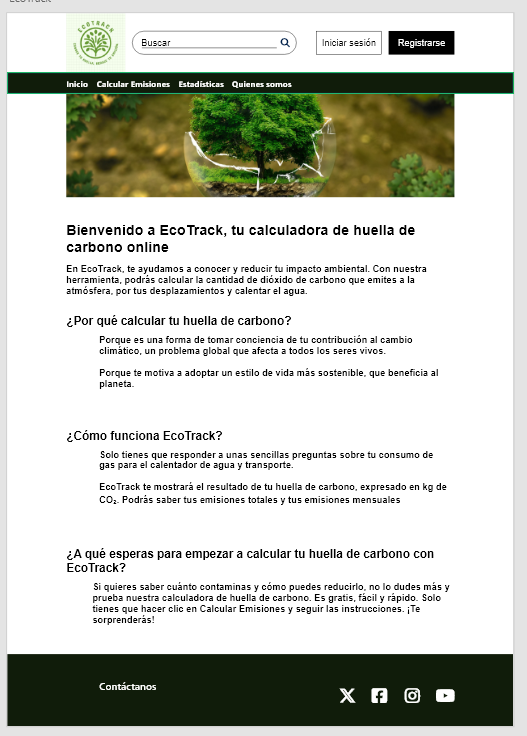 EcoTrack
ECOTRACK
Buscar
Iniciar sesión
Registrarse
Inicio Calcular Emisiones Estadísticas Quienes somos
Bienvenido a EcoTrack, tu calculadora de huella de
carbono online
En EcoTrack, te ayudamos a conocer y reducir tu impacto ambiental. Con nuestra
herramienta, podrás calcular la cantidad de dióxido de carbono que emites a la
atmósfera, por tus desplazamientos y calentar el agua.
¿Por qué calcular tu huella de carbono?
Porque es una forma de tomar conciencia de tu contribución al cambio
climático, un problema global que afecta a todos los seres vivos.
Porque te motiva a adoptar un estilo de vida más sostenible, que beneficia al
planeta.
¿Cómo funciona EcoTrack?
Solo tienes que responder a unas sencillas preguntas sobre tu consumo de
gas para el calentador de agua y transporte.
EcoTrack te mostrará el resultado de tu huella de carbono, expresado en kg de
CO₂. Podrás saber tus emisiones totales y tus emisiones mensuales
¿A qué esperas para empezar a calcular tu huella de carbono con
EcoTrack?
Si quieres saber cuánto contaminas y cómo puedes reducirlo, no lo dudes más y
prueba nuestra calculadora de huella de carbono. Es gratis, fácil y rápido. Solo
tienes que hacer clic en Calcular Emisiones y seguir las instrucciones. ¡Te
sorprenderás!
Contáctanos